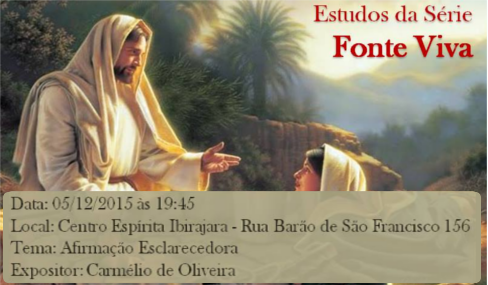 Estudos da Série
Fonte Viva
Data: 05/12/2015 às 19:45
Local: Centro Espírita Ibirajara - Rua Barão de São Francisco 156
Tema: Afirmação Esclarecedora
Expositor: Carmélio de Oliveira